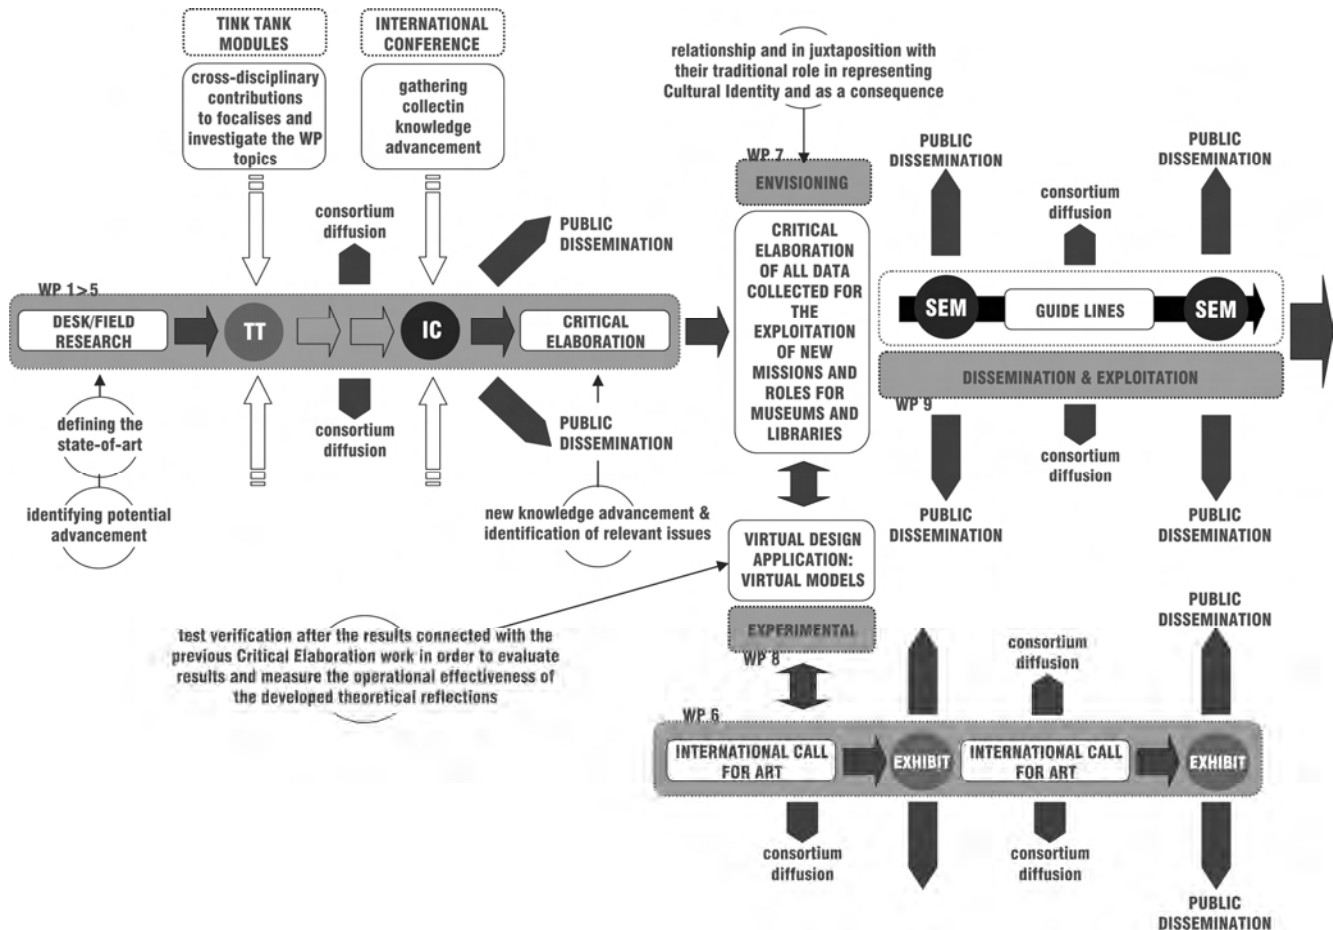 TINK TANK
MODULES
cross-disciplinary
contributions
to focalises and
investigate the WP
topics
INTERNATIONAL
CONFERENCE
gathering
collectin
knowledge
advancement
consortium
diffusion
PUBLIC
DISSEMINATION
WP 1>5
DESK/FIELD
RESEARCH
TT
IC
CRITICAL
ELABORATION
consortium
diffusion
PUBLIC
DISSEMINATION
defining the
state-of-art
identifying potential
advancement
new knowledge advancement &
identification of relevant issues
relationship and in juxtaposition with
their traditional role in representing
Cultural Identity and as a consequence
WP 7
ENVISIONING
CRITICAL
ELABORATION
OF ALL DATA
COLLECTED FOR
THE
EXPLOITATION
OF NEW
MISSIONS AND
ROLES FOR
MUSEUMS AND
LIBRARIES
PUBLIC
DISSEMINATION
consortium
diffusion
PUBLIC
DISSEMINATION
SEM
GUIDE LINES
SEM
DISSEMINATION & EXPLOITATION
WP 9
consortium
diffusion
PUBLIC
DISSEMINATION
PUBLIC
DISSEMINATION
VIRTUAL DESIGN
APPLICATION:
VIRTUAL MODELS
EXPERIMENTAL
WP 8
test verification after the results connected with the
previous Critical Elaboration work in order to evaluate
results and measure the operational effectiveness of
the developed theoretical reflections
consortium
diffusion
PUBLIC
DISSEMINATION
WP 6
INTERNATIONAL CALL
FOR ART
EXHIBIT
INTERNATIONAL CALL
FOR ART
EXHIBIT
consortium
diffusion
consortium
diffusion
PUBLIC
DISSEMINATION